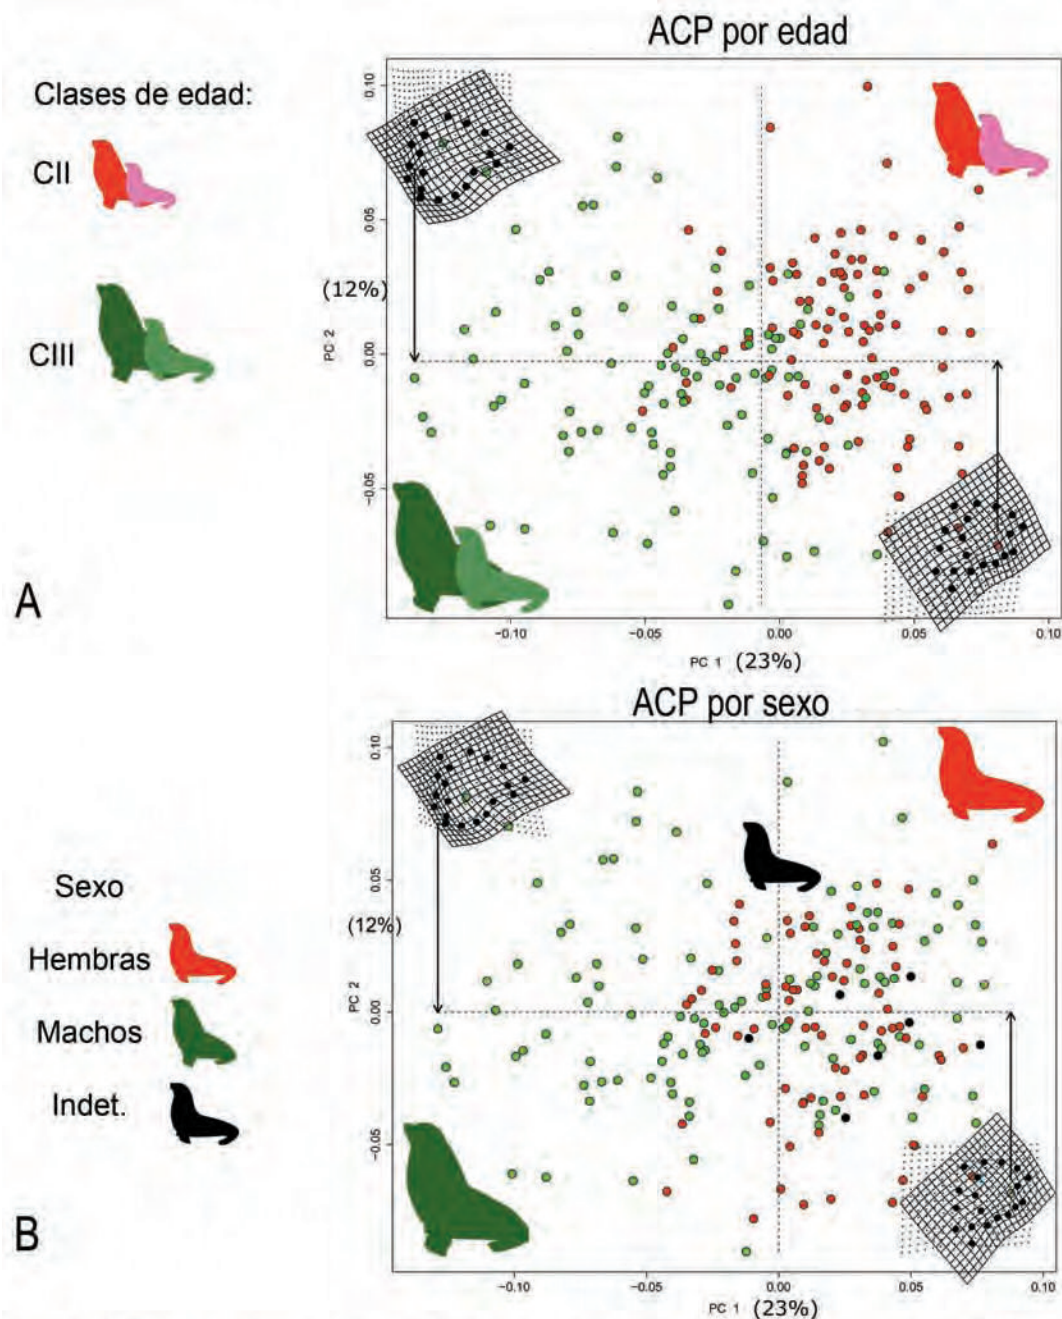 ACP por edad
Clases de edad:
CII
CIII
0.10
0.05
0.00
−0.05
PC 2
(12%)
−0.10
−0.05
0.00
0.05
0.10
PC 1 (23%)
A
ACP por sexo
Sexo
Hembras
Machos
Indet.
0.10
0.05
0.00
−0.05
PC 2
(12%)
−0.10
−0.05
0.00
0.05
0.10
PC 1 (23%)
B